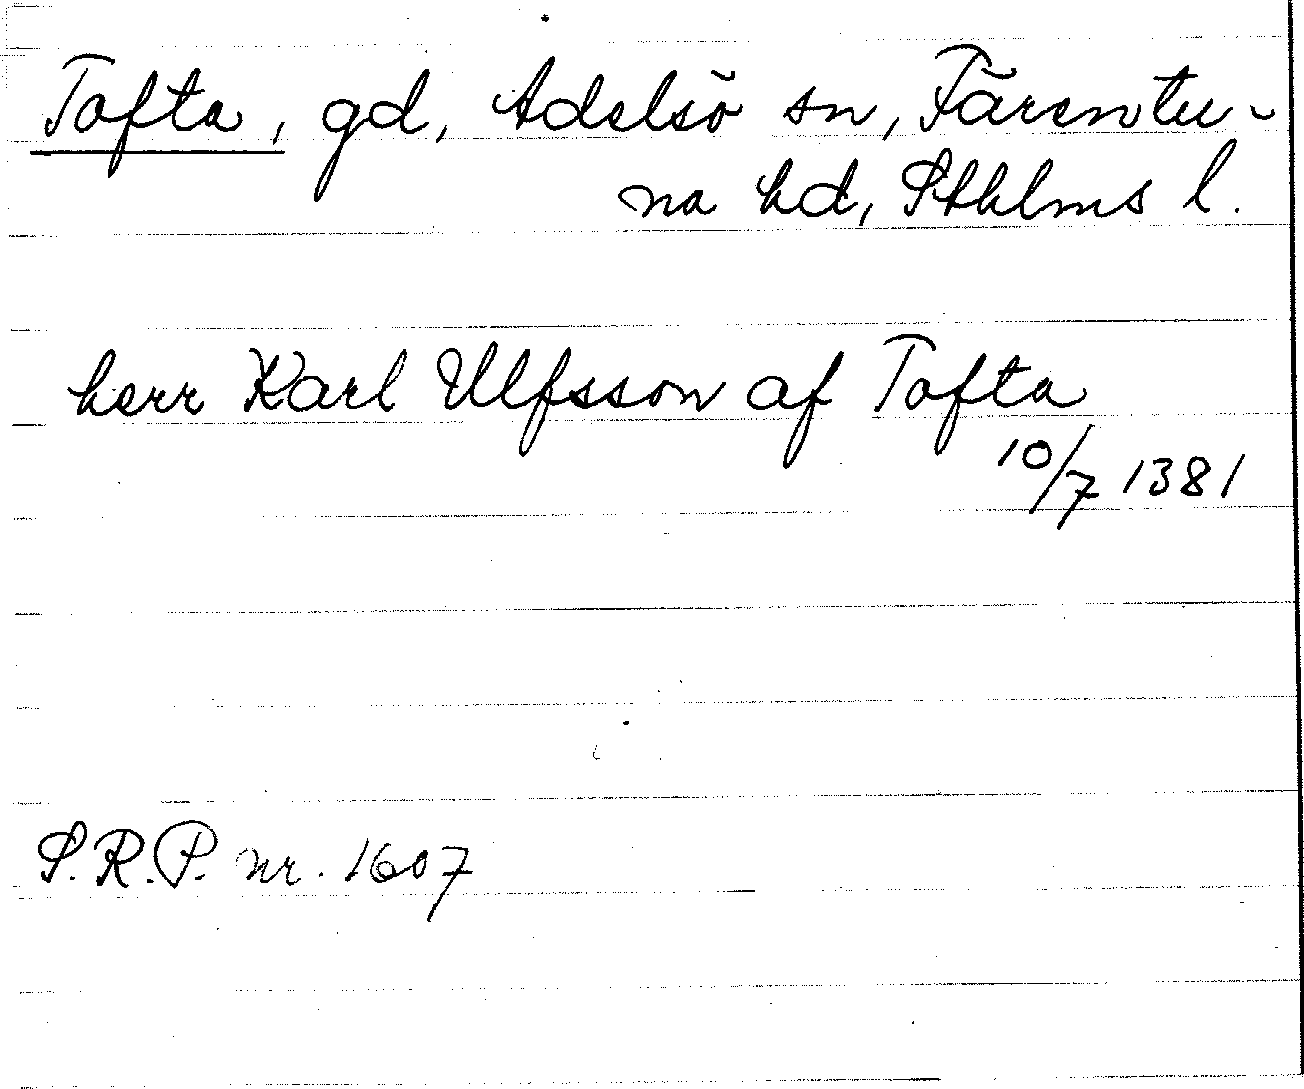 Tofta, gd, Adelsö sn, Färentu-
na hd, Sthlms l.
herr Karl Ulfsson af Tofta
10/7 1381
S.R.P. nr. 1607